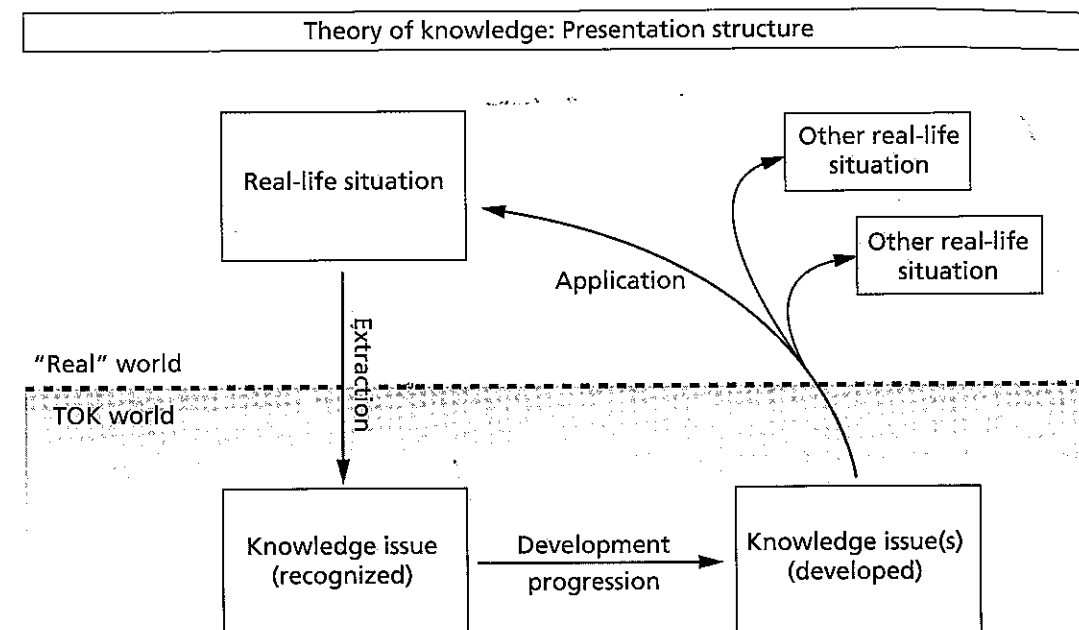 Theory of knowledge: Presentation structure
Real-life situation
Other real-life
situation
Other real-life
situation
Application
Extraction
"Real" world
TOK world
Knowledge issue
(recognized)
Development
progression
Knowledge issue(s)
(developed)